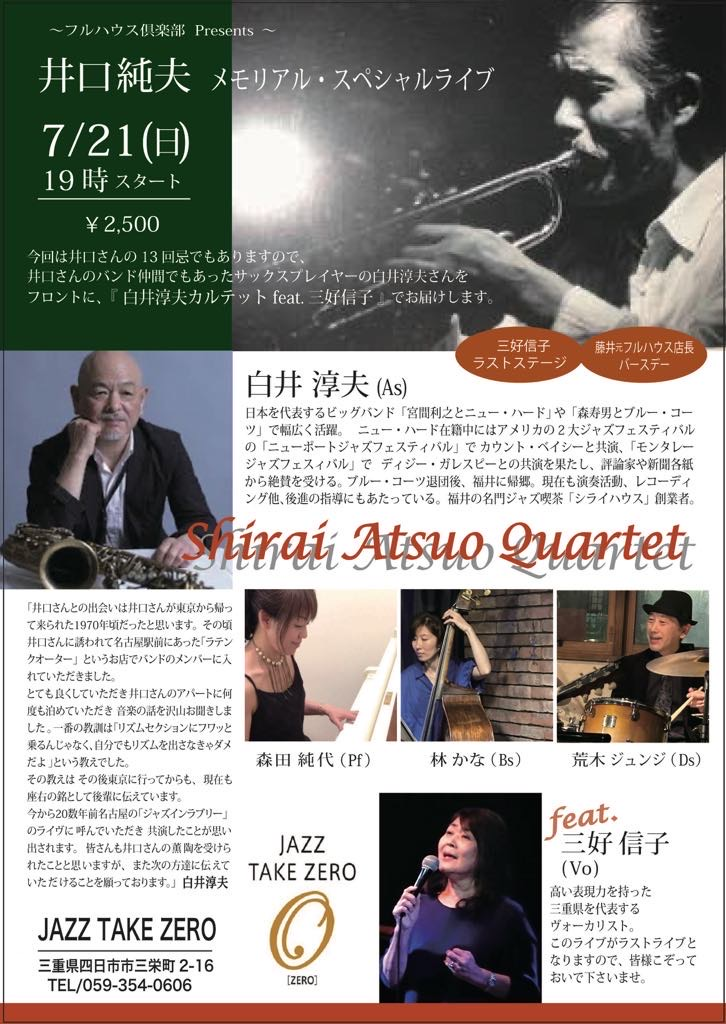 ～フルハウス倶楽部 Presents ～
井口純夫 メモリアル・スペシャルライブ
7/21(日)
19時スタート
￥2,500
今回は井口さんの13回忌でもありますので、
井口さんのバンド仲間でもあったサックスプレイヤーの白井淳夫さんを
フロントに、『 白井淳夫カルテット feat. 三好信子 』でお届けします。
三好信子
ラストステージ
藤井元フルハウス店長
バースデー
白井 淳夫 (As)
日本を代表するビッグバンド「宮間利之とニュー・ハード」や「森寿男とブルー・コー
ツ」で幅広く活躍。 ニュー・ハード在籍中にはアメリカの２大ジャズフェスティバル
の「ニューポートジャズフェスティバル」で カウント・ベイシーと共演、「モンタレー
ジャズフェスィバル」で ディジー・ガレスピーとの共演を果たし、評論家や新聞各紙
から絶賛を受ける。ブルー・コーツ退団後、福井に帰郷。現在も演奏活動、レコーディ
ング他、後進の指導にもあたっている。福井の名門ジャズ喫茶「シライハウス」創業者。
Shirai Atsuo Quartet
「井口さんとの出会いは井口さんが東京から帰っ
て来られた1970年頃だったと思います。その頃
井口さんに誘われて名古屋駅前にあった「ラテン
クオーター」というお店でバンドのメンバーに入
れていただきました。
とても良くしていただき井口さんのアパートに何
度も泊めていただき 音楽の話を沢山お聞きしま
した。一番の教訓は「リズムセクションにフワッと
乗るんじゃなく、自分でもリズムを出さなきゃダメ
だよ」という教えでした。
その教えは その後東京に行ってからも、現在も
座右の銘として後輩に伝えています。
今から20数年前名古屋の「ジャズインラブリー」
のライヴに 呼んでいただき 共演したことが思い
出されます。 皆さんも井口さんの薫陶を受けら
れたことと思いますが、また次の方達に伝えて
いただけることを願っております。」 白井淳夫
森田 純代（Pf）
林 かな（Bs）
荒木 ジュンジ（Ds）
JAZZ
TAKE ZERO
[ZERO]
feat.
三好 信子
(Vo)
高い表現力を持った
三重県を代表する
ヴォーカリスト。
このライブがラストライブと
なりますので、皆様こぞって
おいで下さいませ。
JAZZ TAKE ZERO
三重県四日市市三栄町 2-16
TEL/059-354-0606